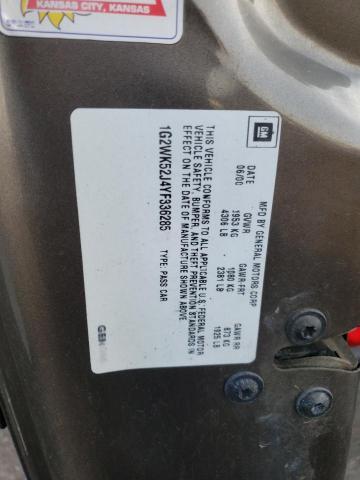 KANSAS CITY, KANSAS
GM
MFD BY GENERAL MOTORS CORP
DATE GVWR GAWR-FRT GAWR RR
06/00 1953 KG 1080 KG 873 KG
4306 LB 2381 LB 1925 LB
THIS VEHICLE CONFORMS TO ALL APPLICABLE U.S. FEDERAL MOTOR
VEHICLE SAFETY, BUMPER, AND THEFT PREVENTION STANDARDS IN
EFFECT ON THE DATE OF MANUFACTURE SHOWN ABOVE
1G2WK52J4YF336285 TYPE: PASS CAR